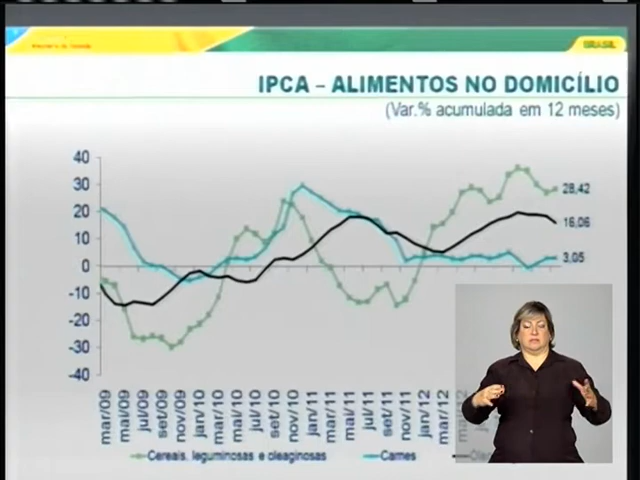 BRASIL
IPCA – ALIMENTOS NO DOMICÍLIO
(Var.% acumulada em 12 meses)
40
30
20
10
0
-10
-20
-30
-40
28,42
16,06
3,05
mar/09
mai/09
jul/09
set/09
nov/09
jan/10
mar/10
mai/10
jul/10
set/10
nov/10
jan/11
mar/11
mai/11
jul/11
set/11
nov/11
jan/12
mar/12
Cereais, leguminosas e oleaginosas
Carnes